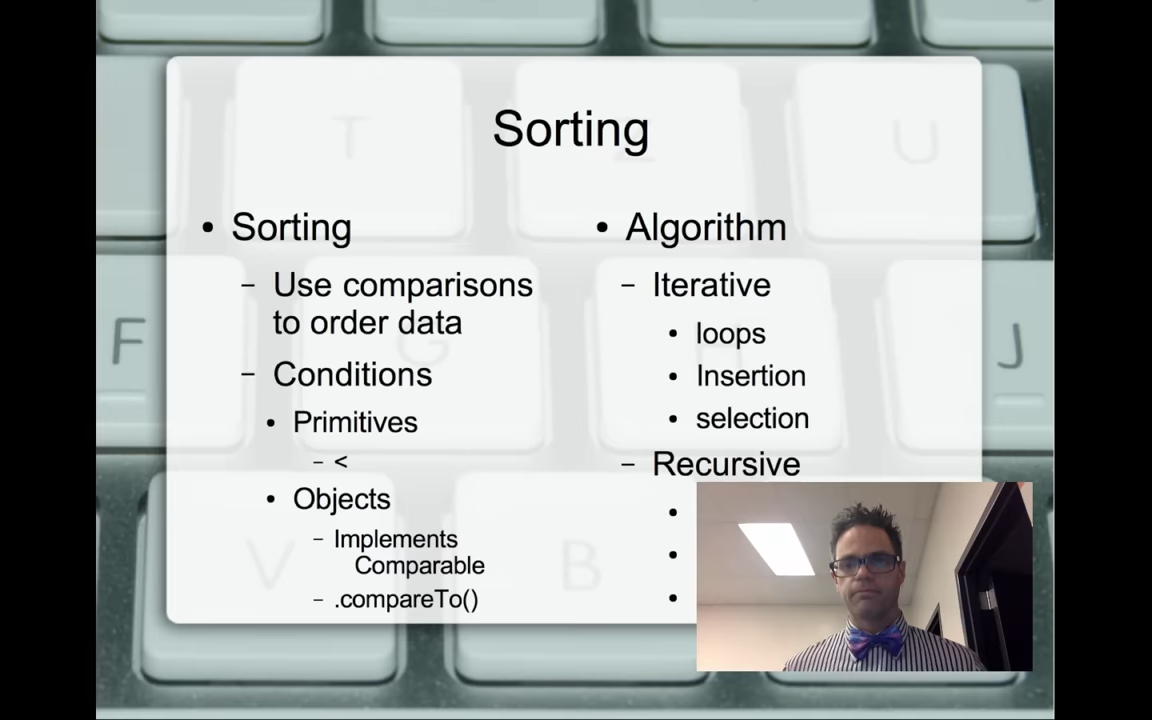 Sorting
Sorting
Use comparisons
to order data
Conditions
Primitives
<
Objects
Implements
Comparable
.compareTo()
Algorithm
Iterative
loops
Insertion
selection
Recursive
T
U
F
G
J
V
B